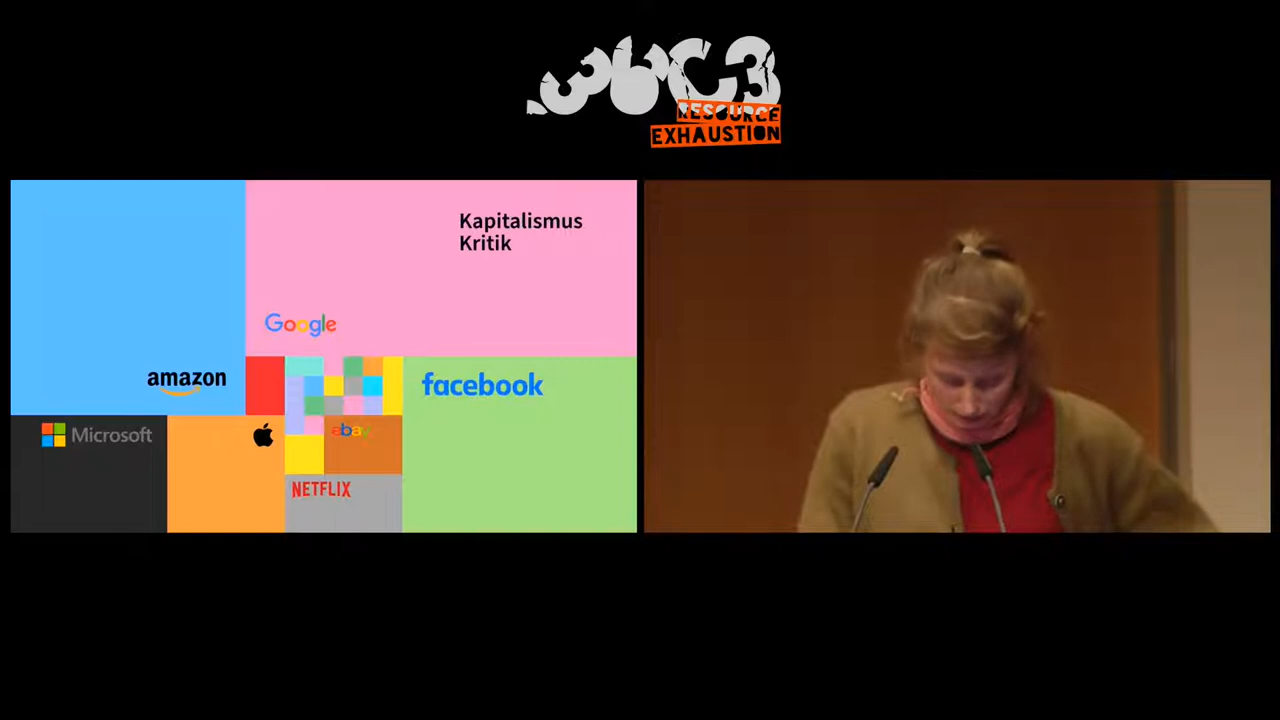 36C3
RESOURCE
EXHAUSTION
Kapitalismus
Kritik
Google
amazon
facebook
Microsoft
ebay
NETFLIX